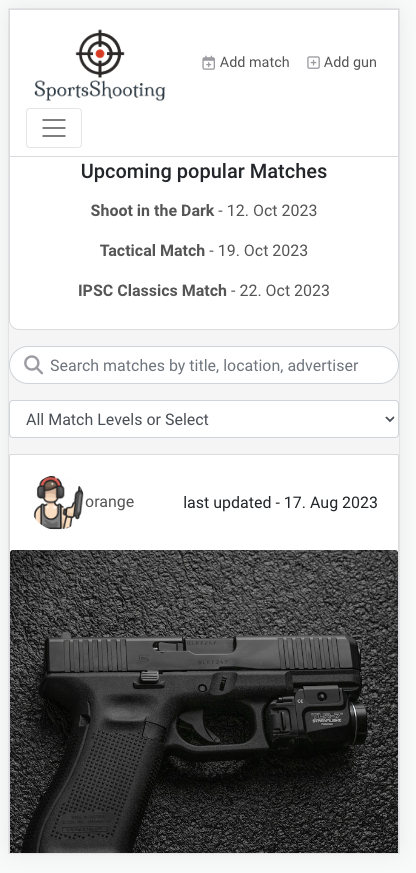 SportsShooting
Add match
Add gun
Upcoming popular Matches
Shoot in the Dark - 12. Oct 2023
Tactical Match - 19. Oct 2023
IPSC Classics Match - 22. Oct 2023
Search matches by title, location, advertiser
All Match Levels or Select
orange
last updated - 17. Aug 2023
STREAMLIGHT